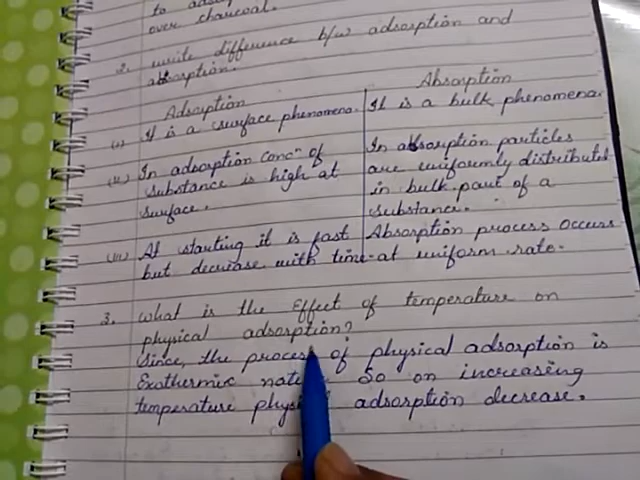 to
over charcoal.
2. write difference b/w adsorption and
absorption.
Adsorption
Absorption
(i) It is a surface phenomena.
It is a bulk phenomena.
(ii) In adsorption concn of
substance is high at
surface.
In absorption particles
are uniformly distributed
in bulk part of a
substance.
(iii) At starting it is fast
but decrease with time.
Absorption process occurs
at uniform rate.
3. what is the effect of temperature on
physical adsorption?
Since, the process of physical adsorption is
Exothermic So on increasing
temperature adsorption decrease.